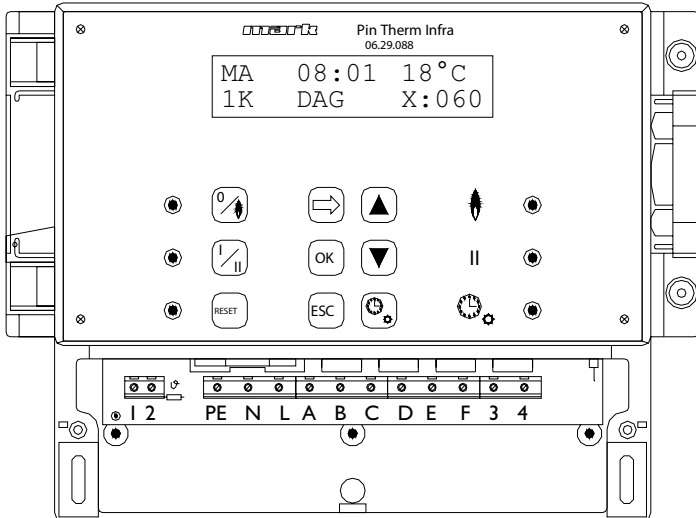 mark Pin Therm Infra
06.29.088
MA 08:01 18°C
1K DAG X:060
0/
I/II OK II
RESET ESC
1 2 PE N L A B C D E F 3 4